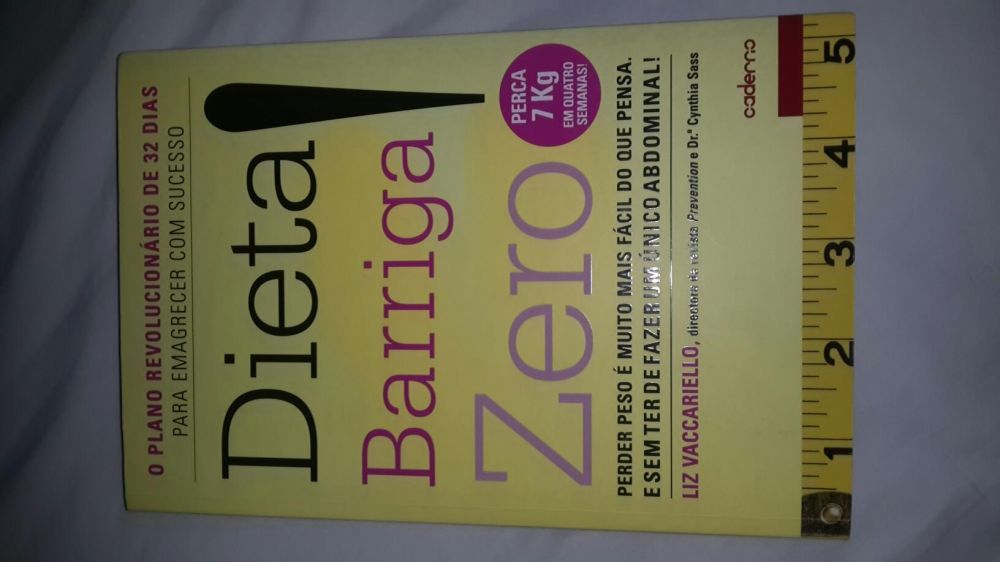 O PLANO REVOLUCIONÁRIO DE 32 DIAS
PARA EMAGRECER COM SUCESSO
Dieta!
Barriga
Zero
PERCA
7 Kg
EM QUATRO
SEMANAS!
PERDER PESO É MUITO MAIS FÁCIL DO QUE PENSA.
E SEM TER DE FAZER UM ÚNICO ABDOMINAL!
LIZ VACCARIELLO, directora da revista Prevention e Dr.ª Cynthia Sass
caderno
1 2 3 4 5